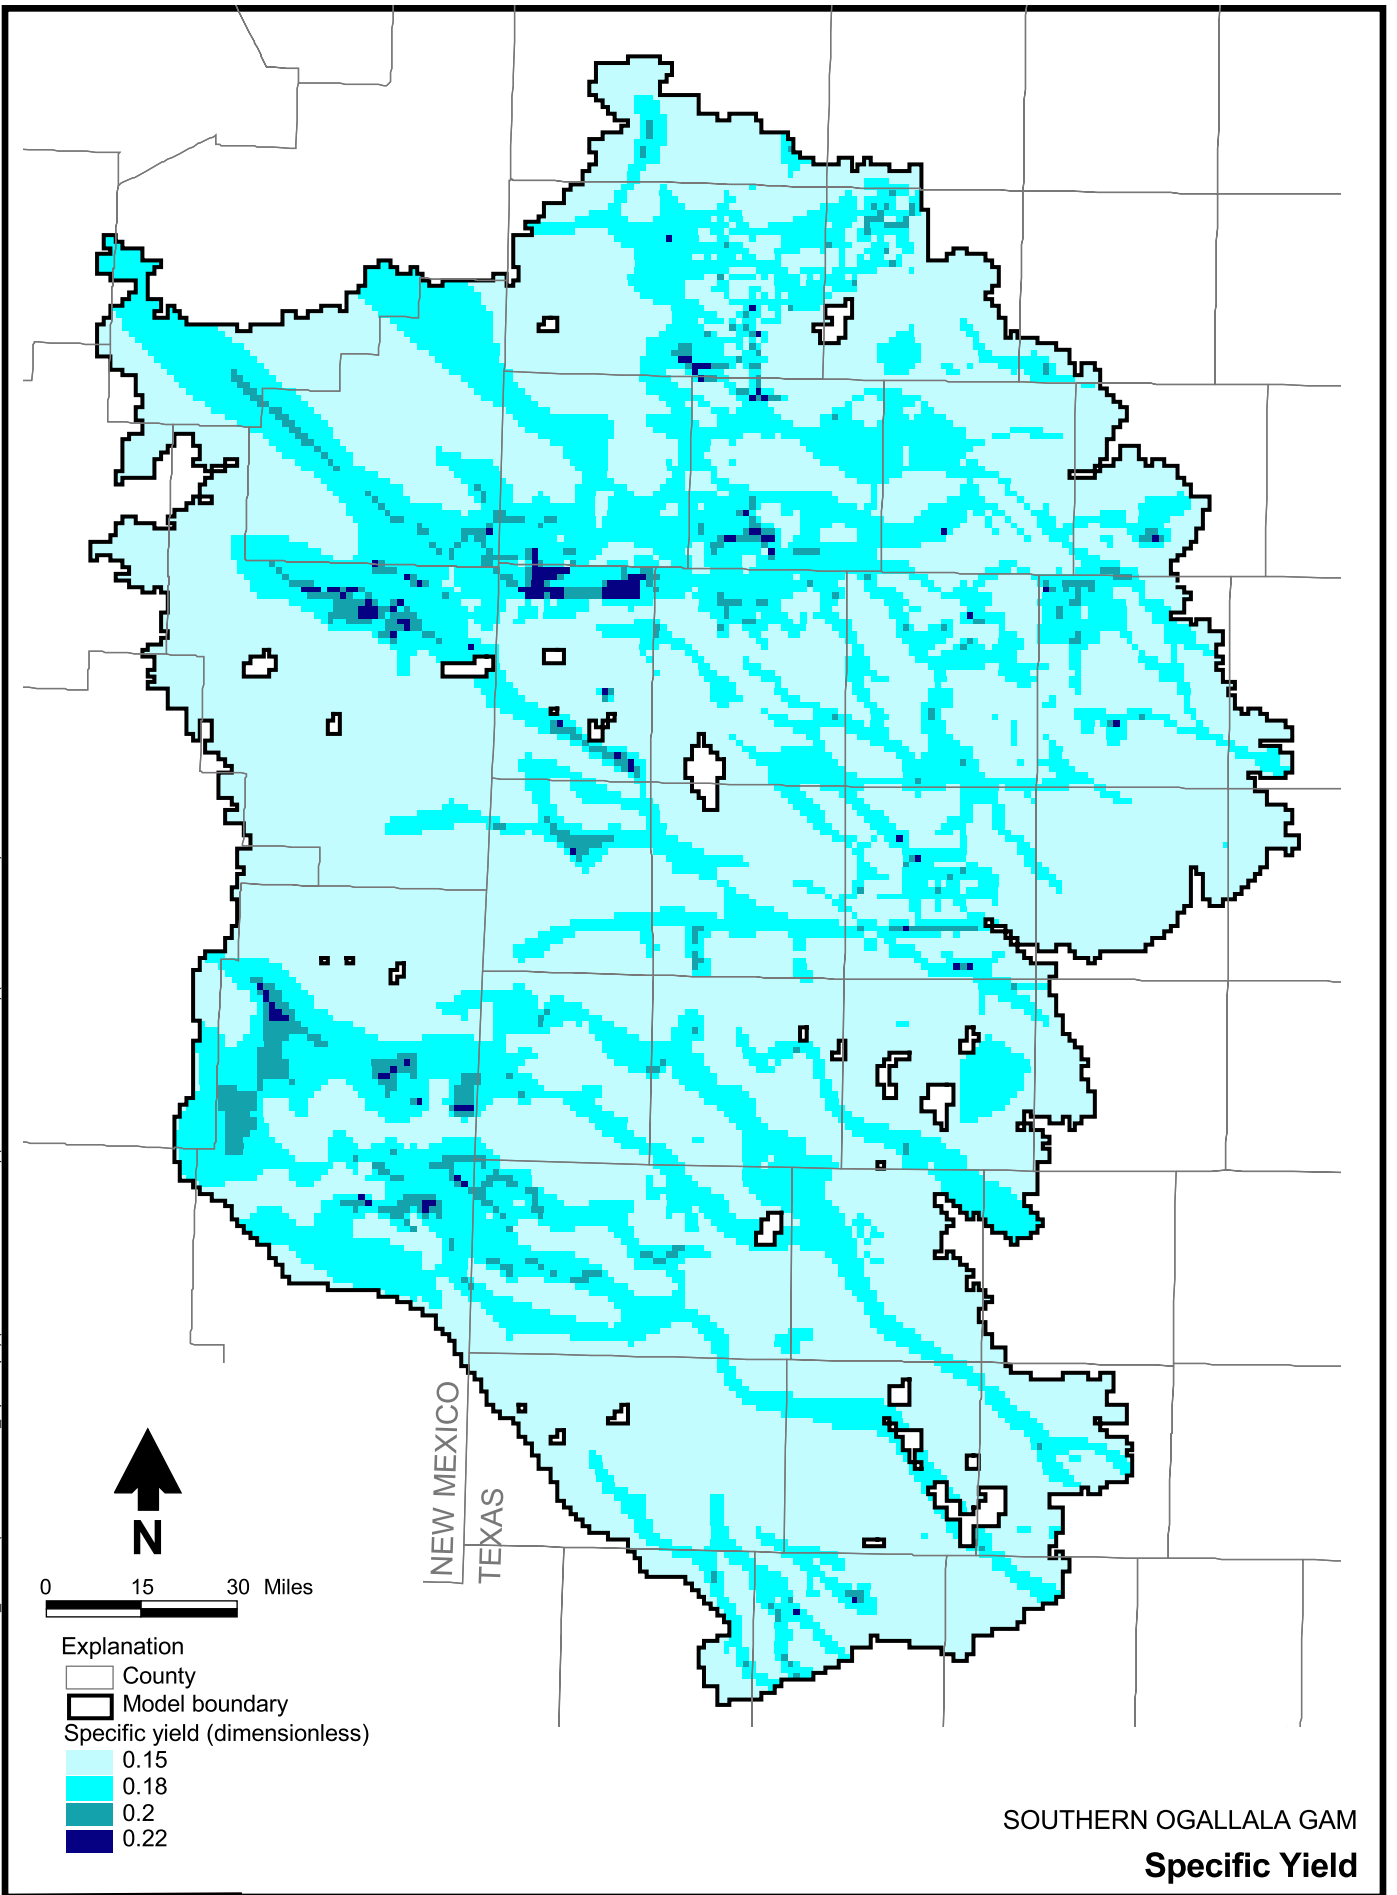 NEW MEXICO
TEXAS
N
0 15 30 Miles
Explanation
County
Model boundary
Specific yield (dimensionless)
0.15
0.18
0.2
0.22
SOUTHERN OGALLALA GAM
Specific Yield